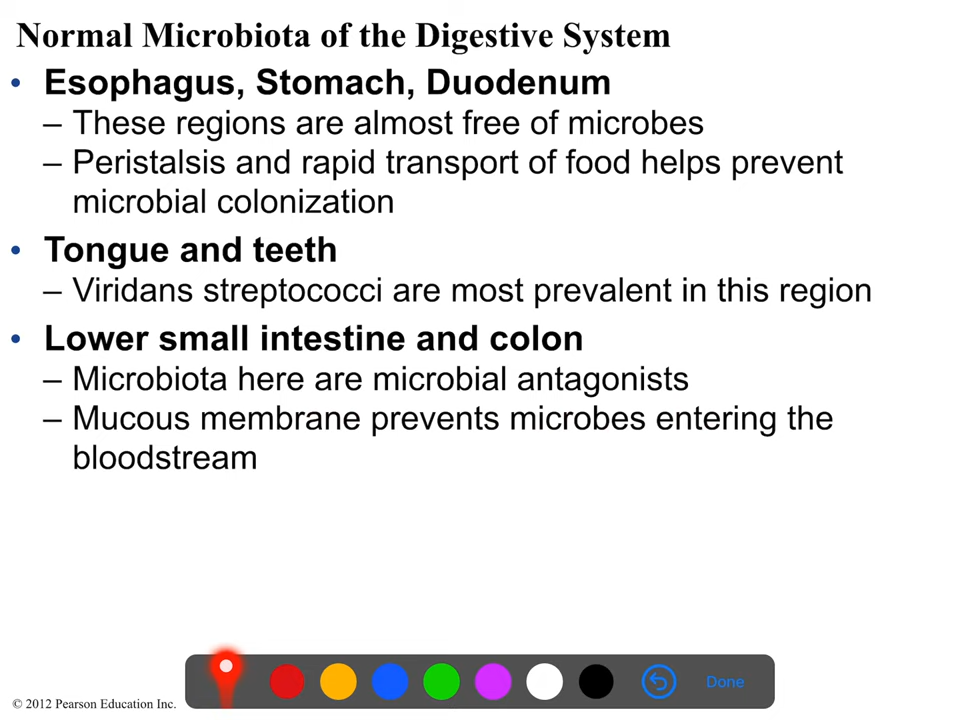 Normal Microbiota of the Digestive System
• Esophagus, Stomach, Duodenum
– These regions are almost free of microbes
– Peristalsis and rapid transport of food helps prevent
microbial colonization
• Tongue and teeth
– Viridans streptococci are most prevalent in this region
• Lower small intestine and colon
– Microbiota here are microbial antagonists
– Mucous membrane prevents microbes entering the
bloodstream
Done
© 2012 Pearson Education Inc.